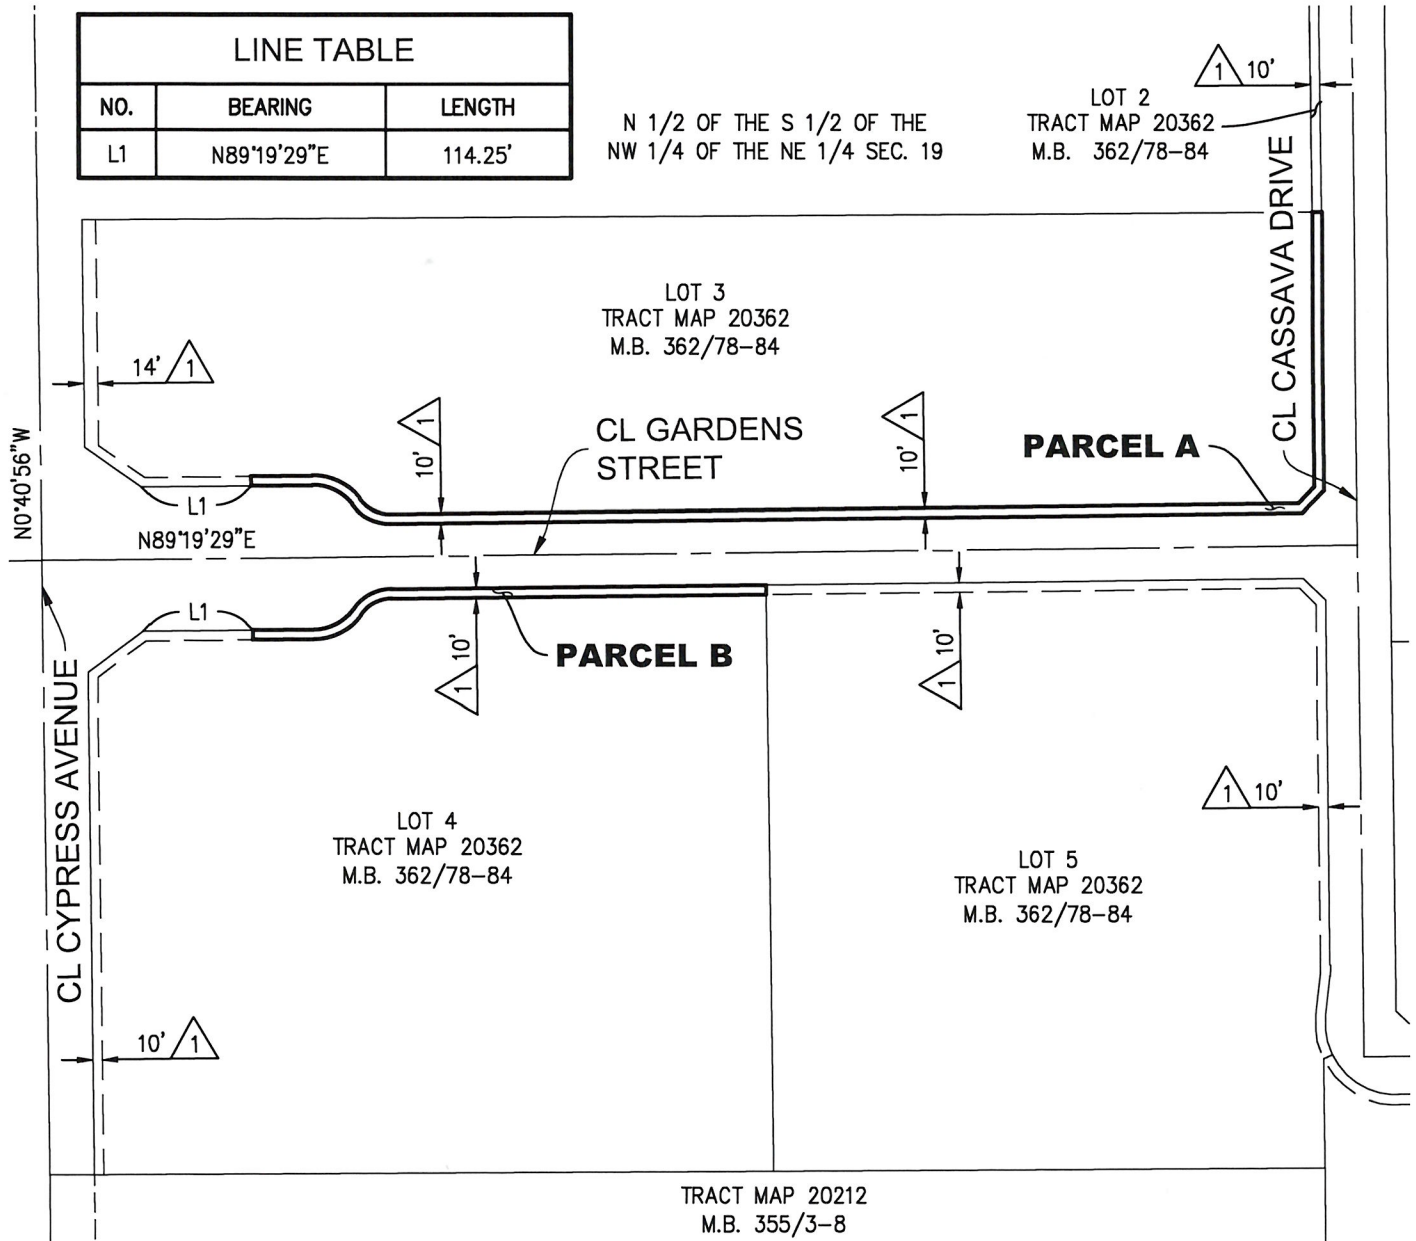 LINE TABLE
NO. BEARING LENGTH
L1 N89°19'29"E 114.25'
N 1/2 OF THE S 1/2 OF THE
NW 1/4 OF THE NE 1/4 SEC. 19
1 10'
LOT 2
TRACT MAP 20362
M.B. 362/78-84
CL CASSAVA DRIVE
LOT 3
TRACT MAP 20362
M.B. 362/78-84
14' 1
1
10'
CL GARDENS
STREET
1
10'
PARCEL A
N0°40'56"W
L1
N89°19'29"E
L1
10'
1
PARCEL B
10'
1
CL CYPRESS AVENUE
1 10'
LOT 4
TRACT MAP 20362
M.B. 362/78-84
LOT 5
TRACT MAP 20362
M.B. 362/78-84
10' 1
TRACT MAP 20212
M.B. 355/3-8